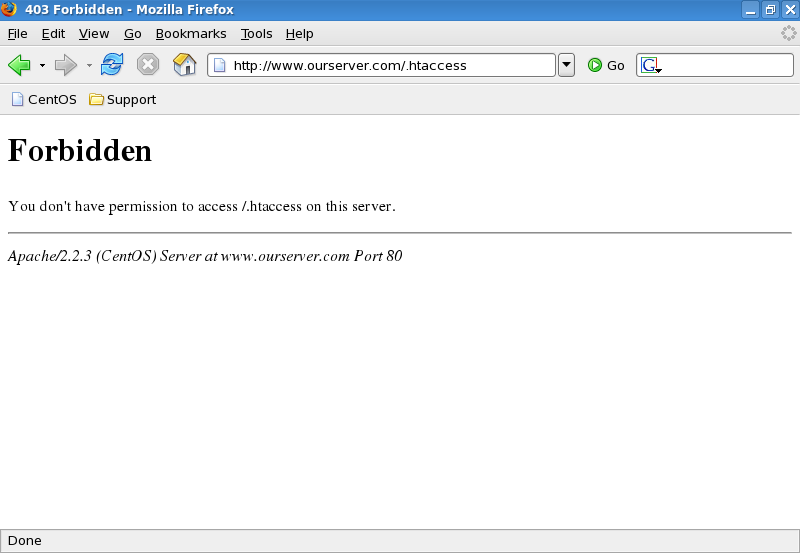 403 Forbidden - Mozilla Firefox
File Edit View Go Bookmarks Tools Help
http://www.ourserver.com/.htaccess Go G
CentOS Support
Forbidden
You don't have permission to access /.htaccess on this server.
Apache/2.2.3 (CentOS) Server at www.ourserver.com Port 80
Done